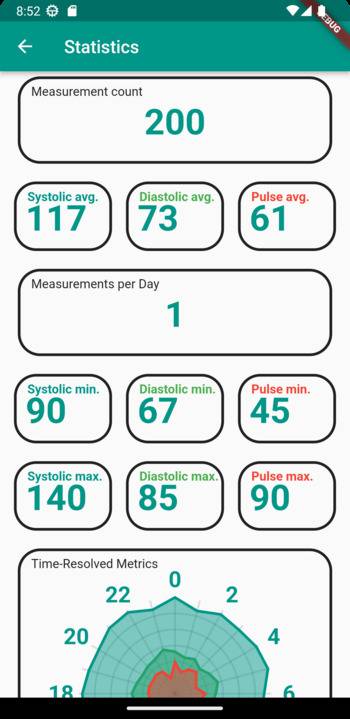 8:52
DEBUG
Statistics
Measurement count
200
Systolic avg. Diastolic avg. Pulse avg.
117 73 61
Measurements per Day
1
Systolic min. Diastolic min. Pulse min.
90 67 45
Systolic max. Diastolic max. Pulse max.
140 85 90
Time-Resolved Metrics
0
22 2
20 4
18 6